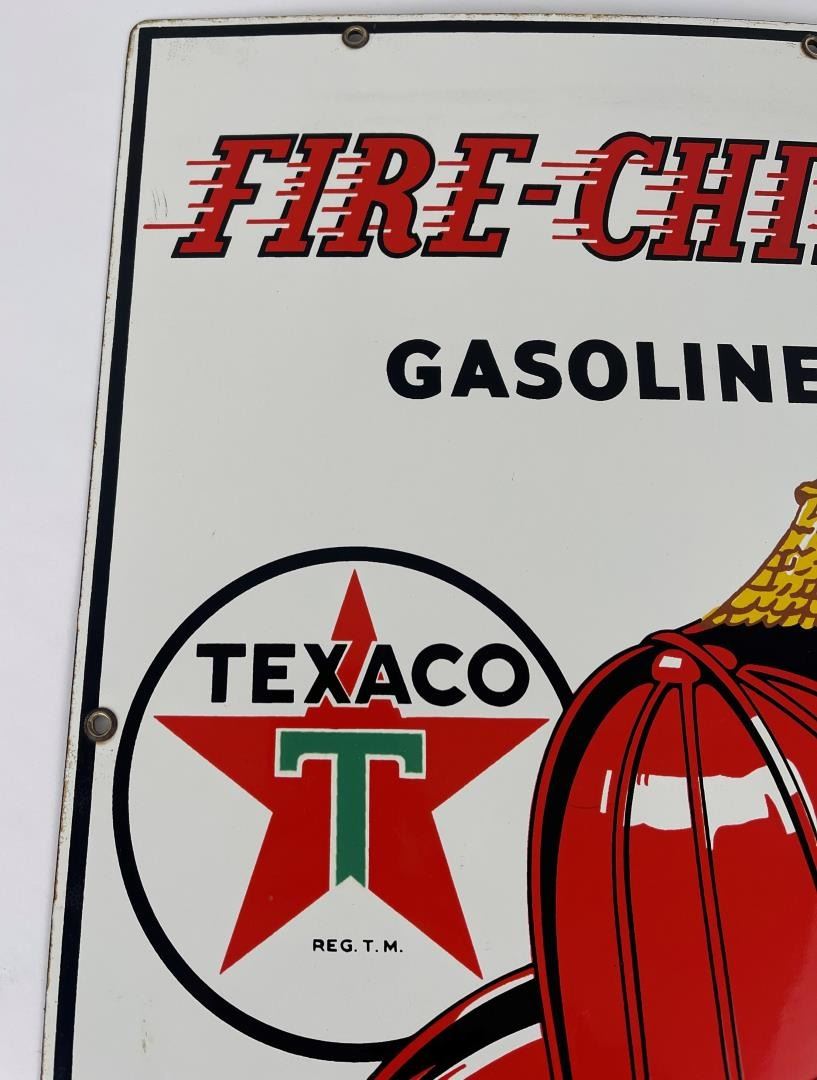 FIRE-CHI
GASOLINE
TEXACO
T
REG. T. M.